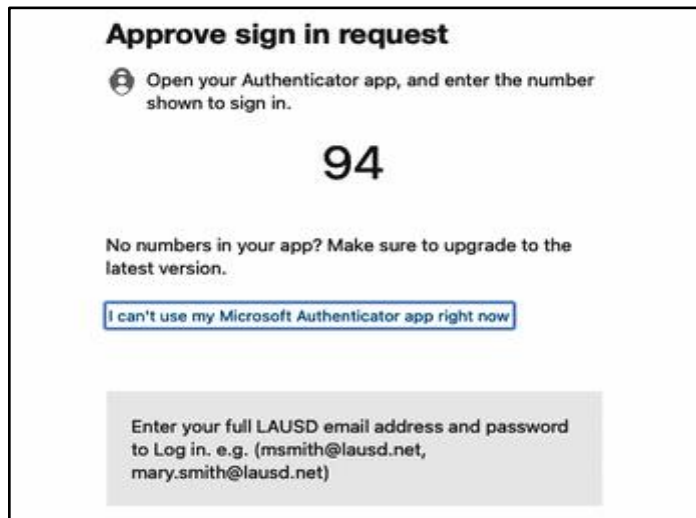 Approve sign in request
Open your Authenticator app, and enter the number
shown to sign in.
94
No numbers in your app? Make sure to upgrade to the
latest version.
I can't use my Microsoft Authenticator app right now
Enter your full LAUSD email address and password
to Log in. e.g. (msmith@lausd.net,
mary.smith@lausd.net)